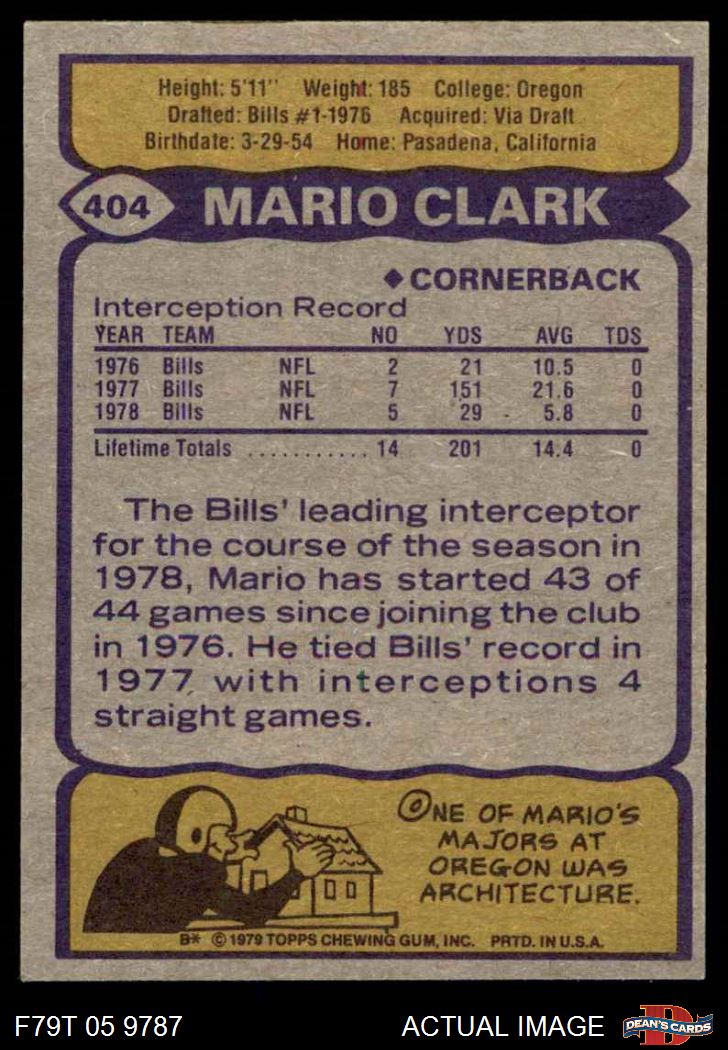 Height: 5'11" Weight: 185 College: Oregon
Drafted: Bills #1-1976 Acquired: Via Draft
Birthdate: 3-29-54 Home: Pasadena, California
404 MARIO CLARK
◆ CORNERBACK
Interception Record
YEAR TEAM NO YDS AVG TDS
1976 Bills NFL 2 21 10.5 0
1977 Bills NFL 7 151 21.6 0
1978 Bills NFL 5 29 5.8 0
Lifetime Totals ........... 14 201 14.4 0
The Bills' leading interceptor
for the course of the season in
1978, Mario has started 43 of
44 games since joining the club
in 1976. He tied Bills' record in
1977 with interceptions 4
straight games.
ONE OF MARIO'S
MAJORS AT
OREGON WAS
ARCHITECTURE.
B* © 1979 TOPPS CHEWING GUM, INC. PRTD. IN U.S.A.
F79T 05 9787 ACTUAL IMAGE D DEAN'S CARDS